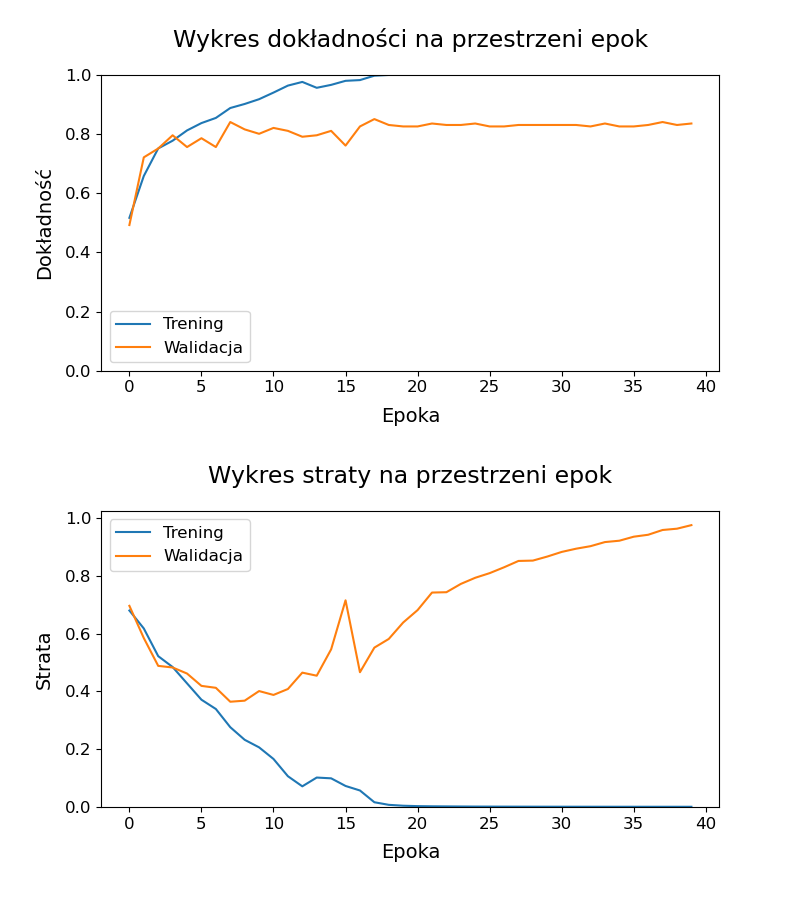 Wykres dokładności na przestrzeni epok
1.0
0.8
0.6
0.4
0.2
0.0
Dokładność
Trening
Walidacja
0 5 10 15 20 25 30 35 40
Epoka
Wykres straty na przestrzeni epok
1.0
0.8
0.6
0.4
0.2
0.0
Strata
Trening
Walidacja
0 5 10 15 20 25 30 35 40
Epoka